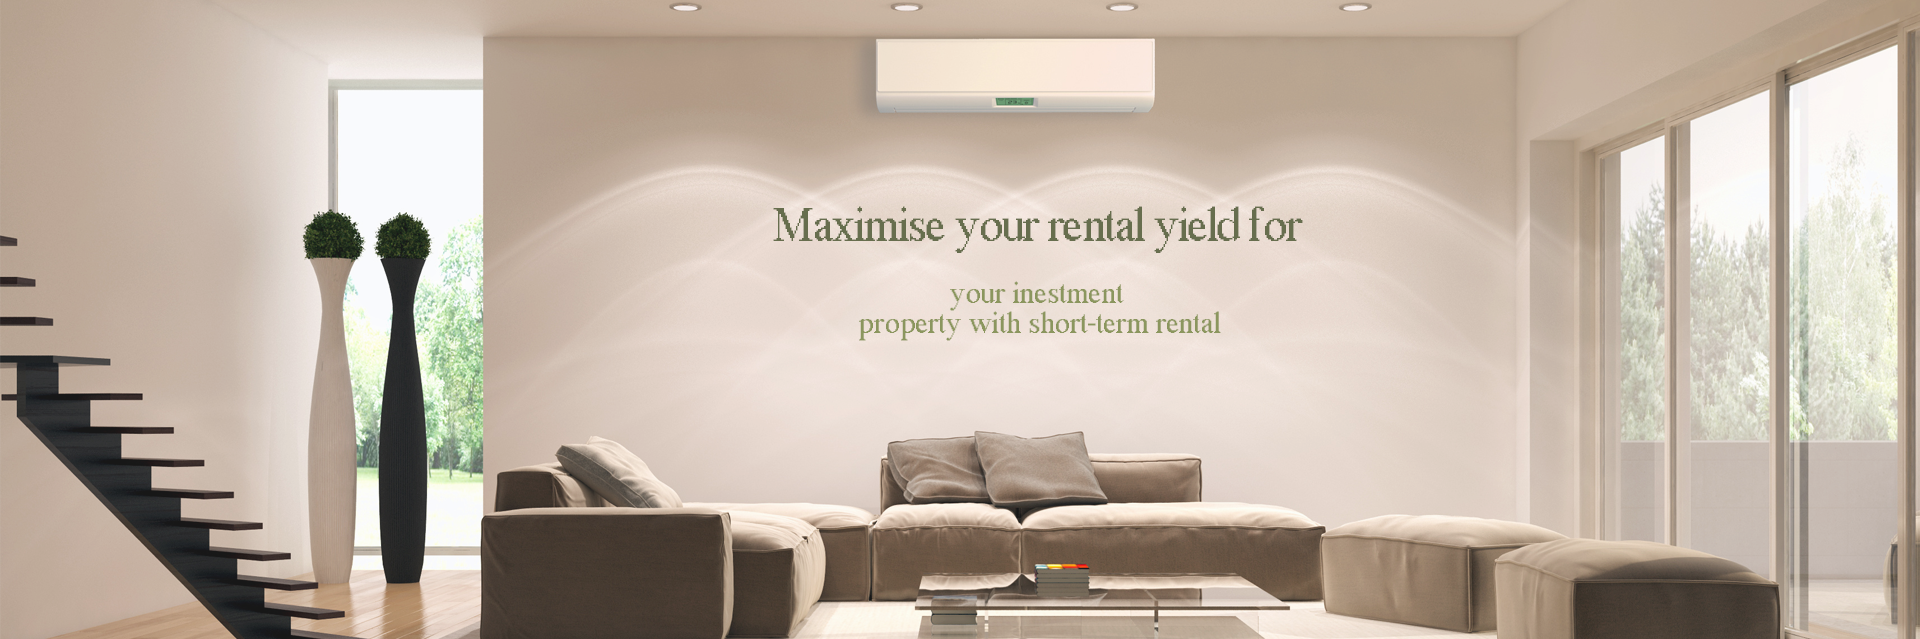 Maximise your rental yield for
your inestment
property with short-term rental